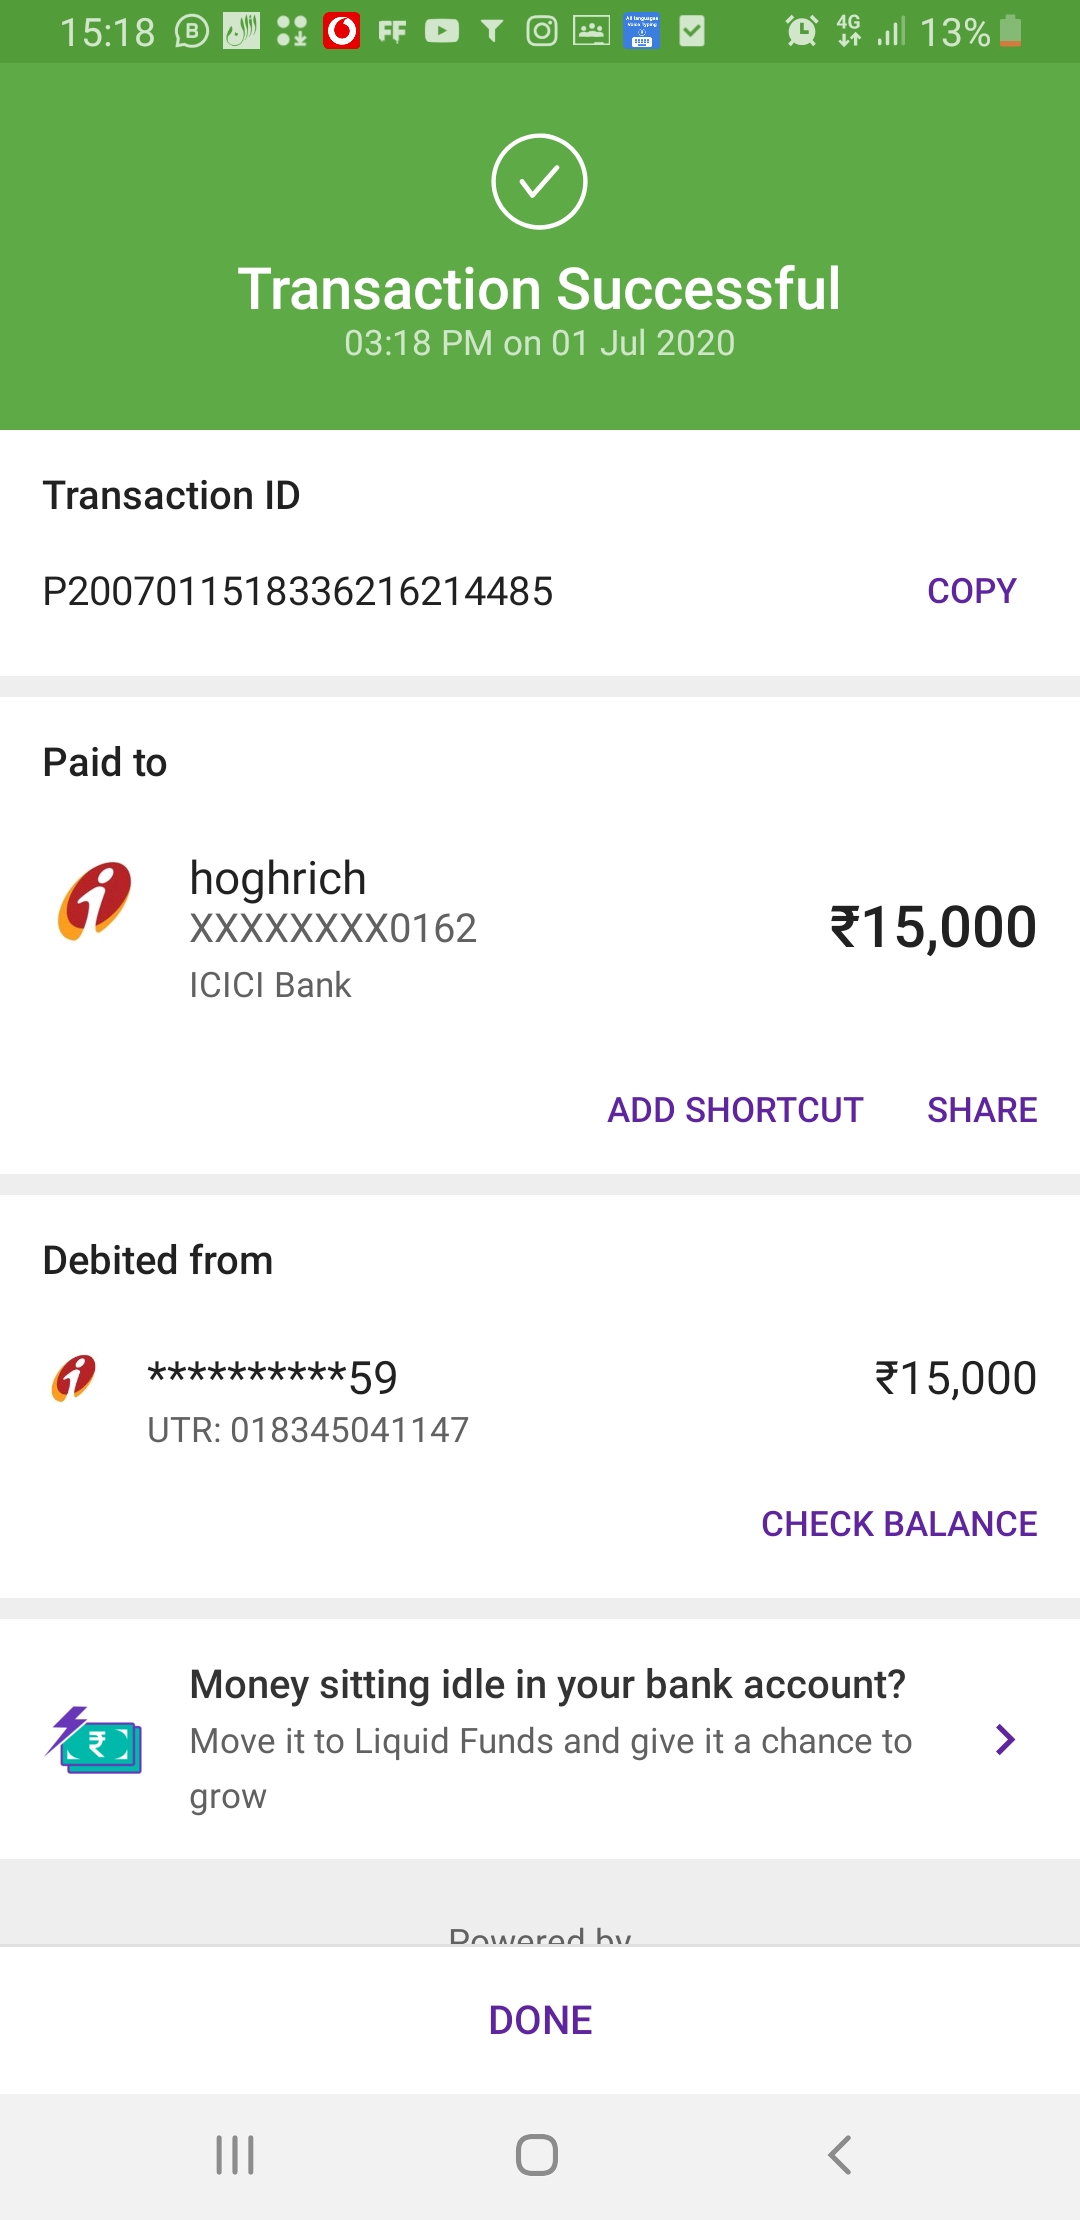 15:18
4G
13%
Transaction Successful
03:18 PM on 01 Jul 2020
Transaction ID
P2007011518336216214485
COPY
Paid to
hoghrich
XXXXXXXX0162
₹15,000
ICICI Bank
ADD SHORTCUT SHARE
Debited from
**********59
₹15,000
UTR: 018345041147
CHECK BALANCE
Money sitting idle in your bank account?
Move it to Liquid Funds and give it a chance to
grow
Powered by
DONE